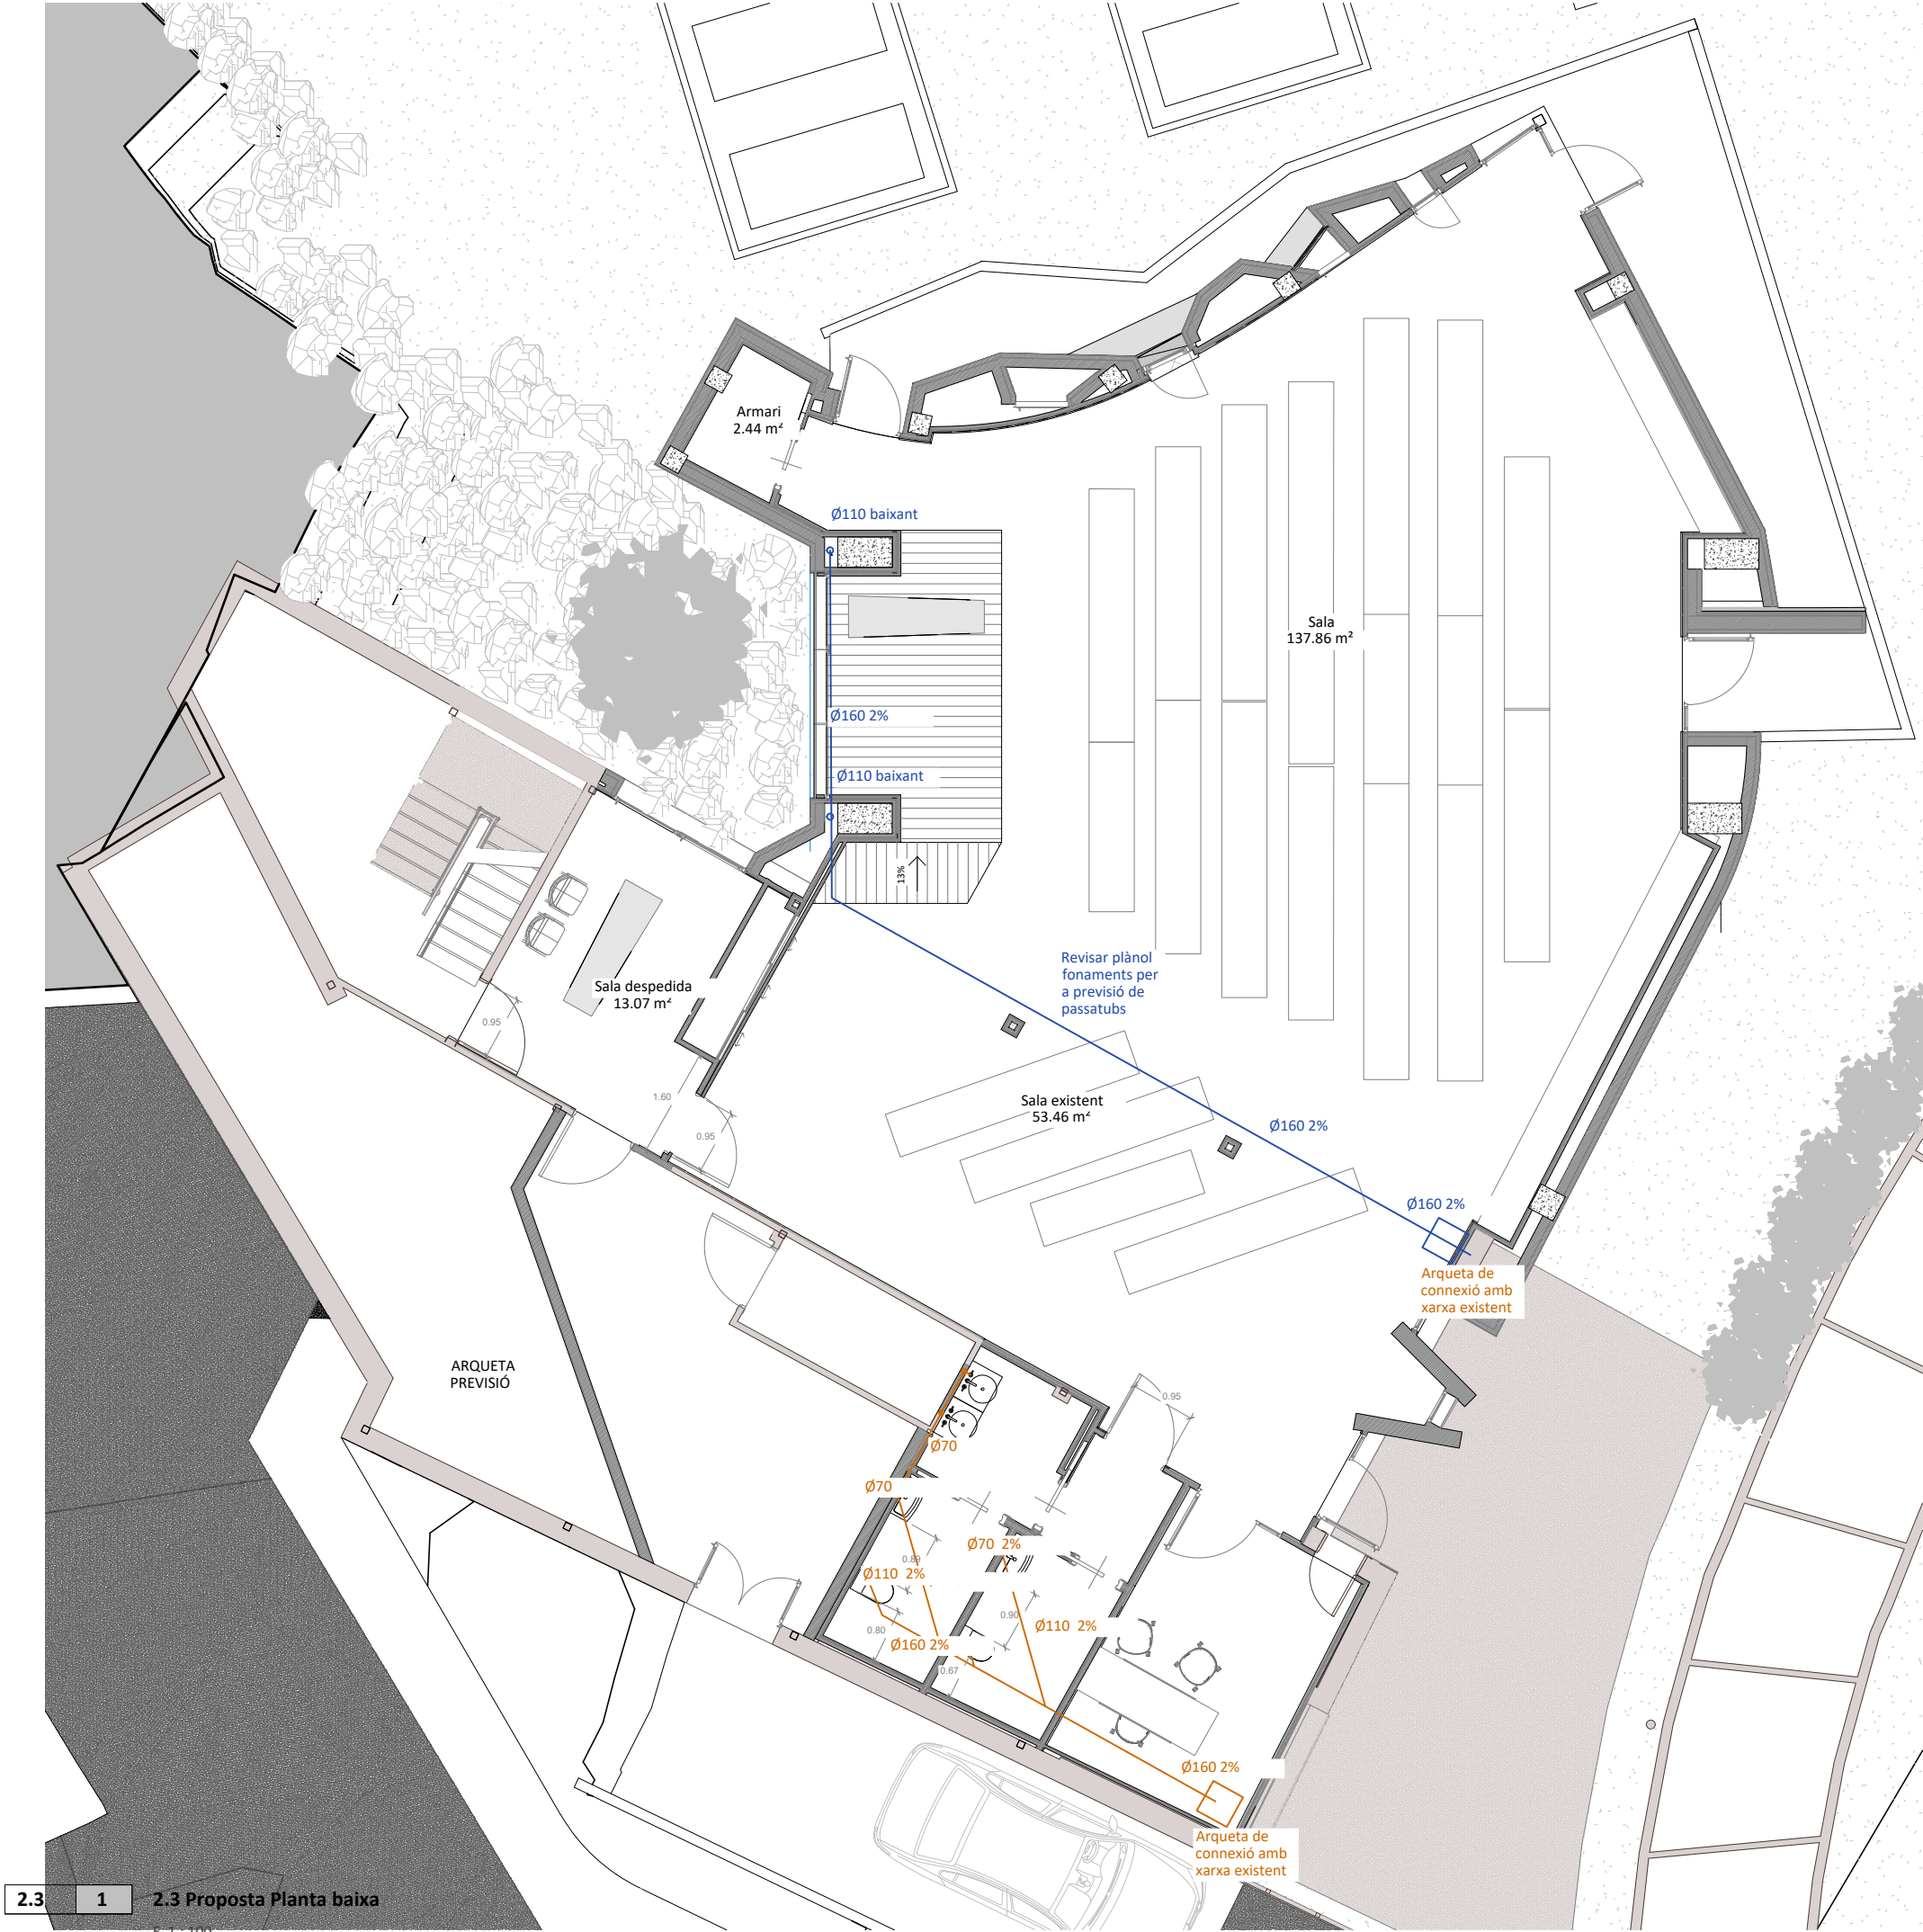 Armari
2.44 m²
Ø110 baixant
Sala
137.86 m²
Ø160 2%
Ø110 baixant
13%
Revisar plànol
fonaments per
a previsió de
passatubs
Sala despedida
13.07 m²
0.95
1.60
0.95
Sala existent
53.46 m²
Ø160 2%
Ø160 2%
Arqueta de
connexió amb
xarxa existent
ARQUETA
PREVISIÓ
0.95
Ø70
Ø70
Ø70 2%
0.89
Ø110 2%
0.90
Ø110 2%
0.80
Ø160 2%
0.67
Ø160 2%
Arqueta de
connexió amb
xarxa existent
2.3 1 2.3 Proposta Planta baixa